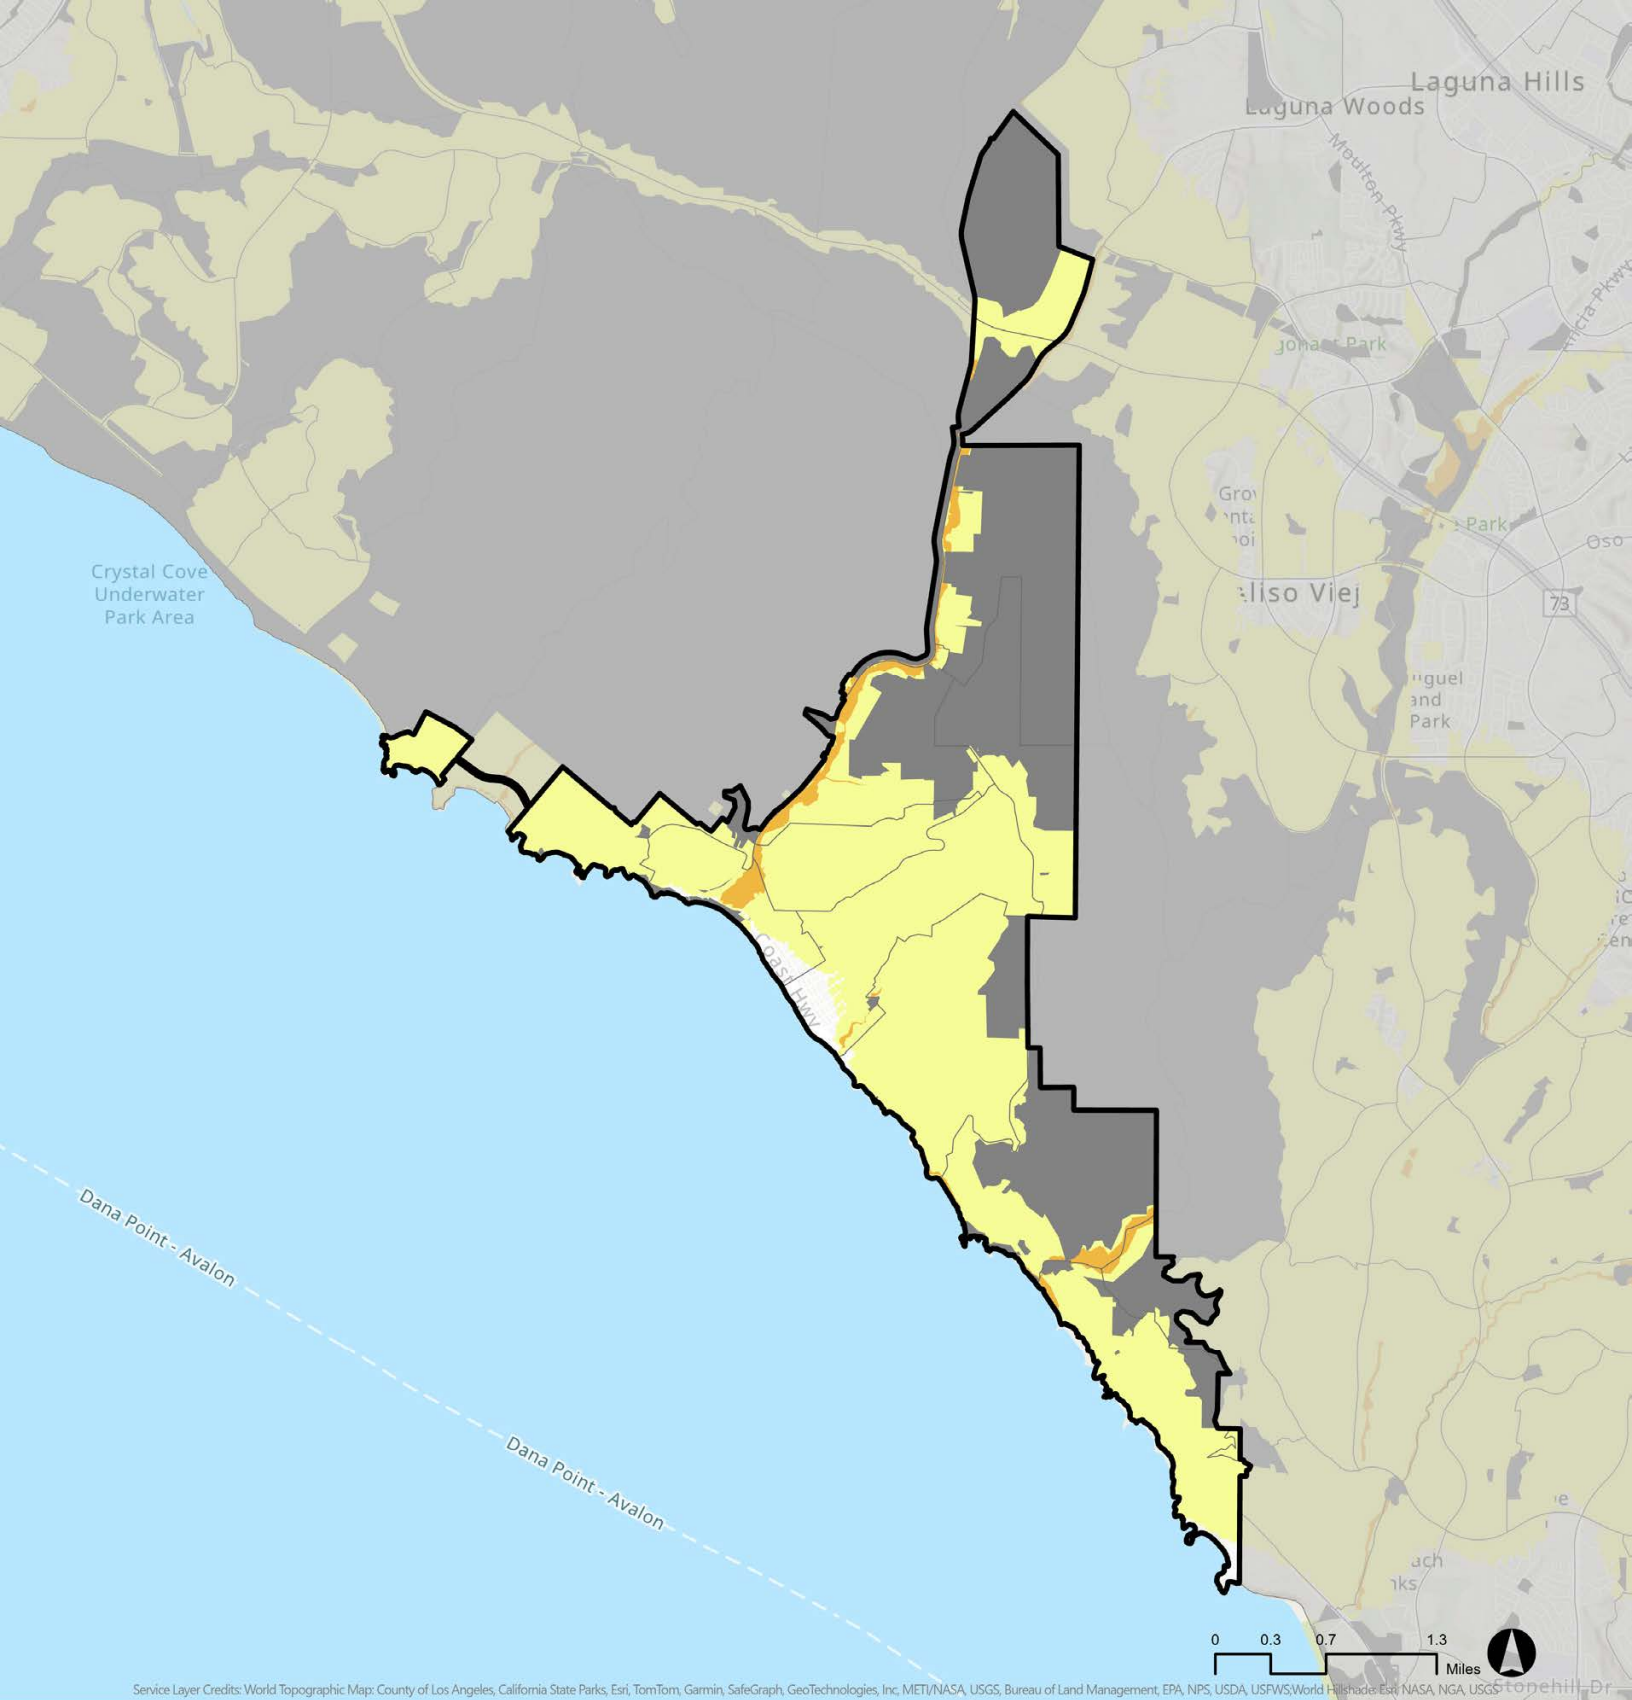 Laguna Hills
Laguna Woods
Moulton Pkwy
Park
73
Oso
Park
Crystal Cove
Underwater
Park Area
Park
Coast Hwy
Dana Point - Avalon
Dana Point - Avalon
0 0.3 0.7 1.3
Miles
Stonehill Dr
Service Layer Credits: World Topographic Map: County of Los Angeles, California State Parks, Esri, TomTom, Garmin, SafeGraph, GeoTechnologies, Inc, METI/NASA, USGS, Bureau of Land Management, EPA, NPS, USDA, USFWS;World Hillshade: Esri, NASA, NGA, USGS